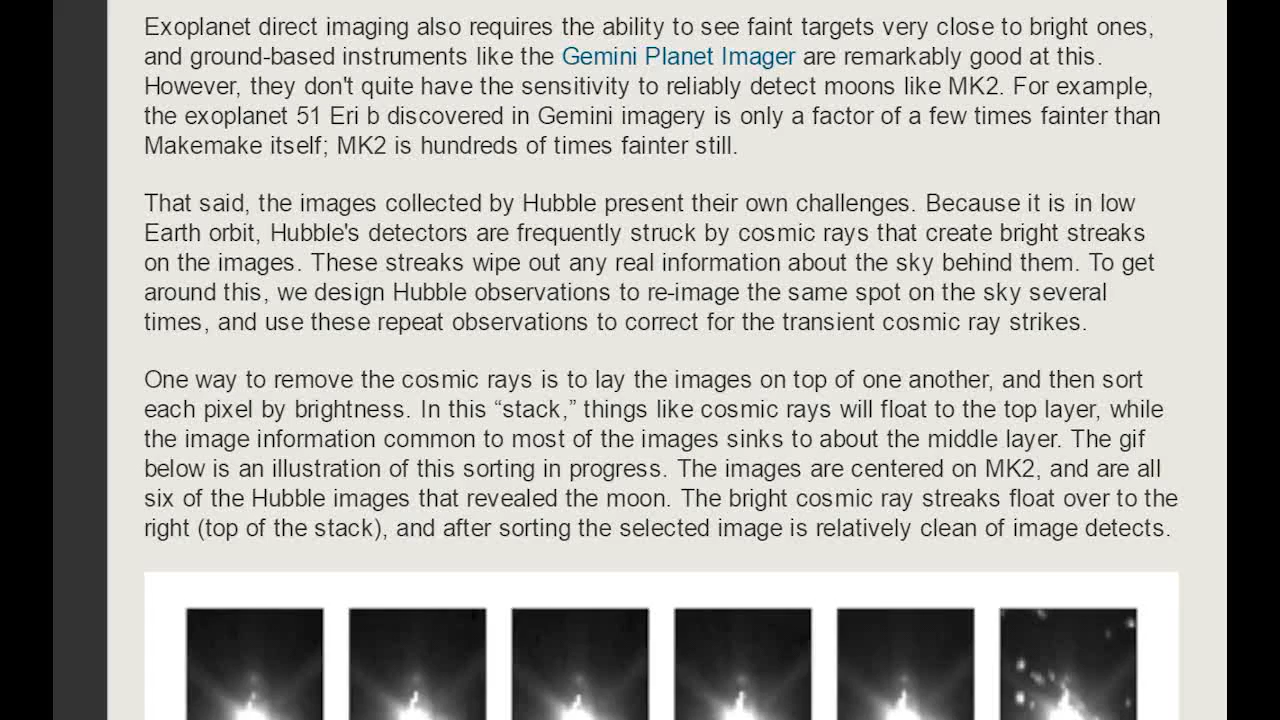 Exoplanet direct imaging also requires the ability to see faint targets very close to bright ones,
and ground-based instruments like the Gemini Planet Imager are remarkably good at this.
However, they don't quite have the sensitivity to reliably detect moons like MK2. For example,
the exoplanet 51 Eri b discovered in Gemini imagery is only a factor of a few times fainter than
Makemake itself; MK2 is hundreds of times fainter still.
That said, the images collected by Hubble present their own challenges. Because it is in low
Earth orbit, Hubble's detectors are frequently struck by cosmic rays that create bright streaks
on the images. These streaks wipe out any real information about the sky behind them. To get
around this, we design Hubble observations to re-image the same spot on the sky several
times, and use these repeat observations to correct for the transient cosmic ray strikes.
One way to remove the cosmic rays is to lay the images on top of one another, and then sort
each pixel by brightness. In this “stack,” things like cosmic rays will float to the top layer, while
the image information common to most of the images sinks to about the middle layer. The gif
below is an illustration of this sorting in progress. The images are centered on MK2, and are all
six of the Hubble images that revealed the moon. The bright cosmic ray streaks float over to the
right (top of the stack), and after sorting the selected image is relatively clean of image detects.